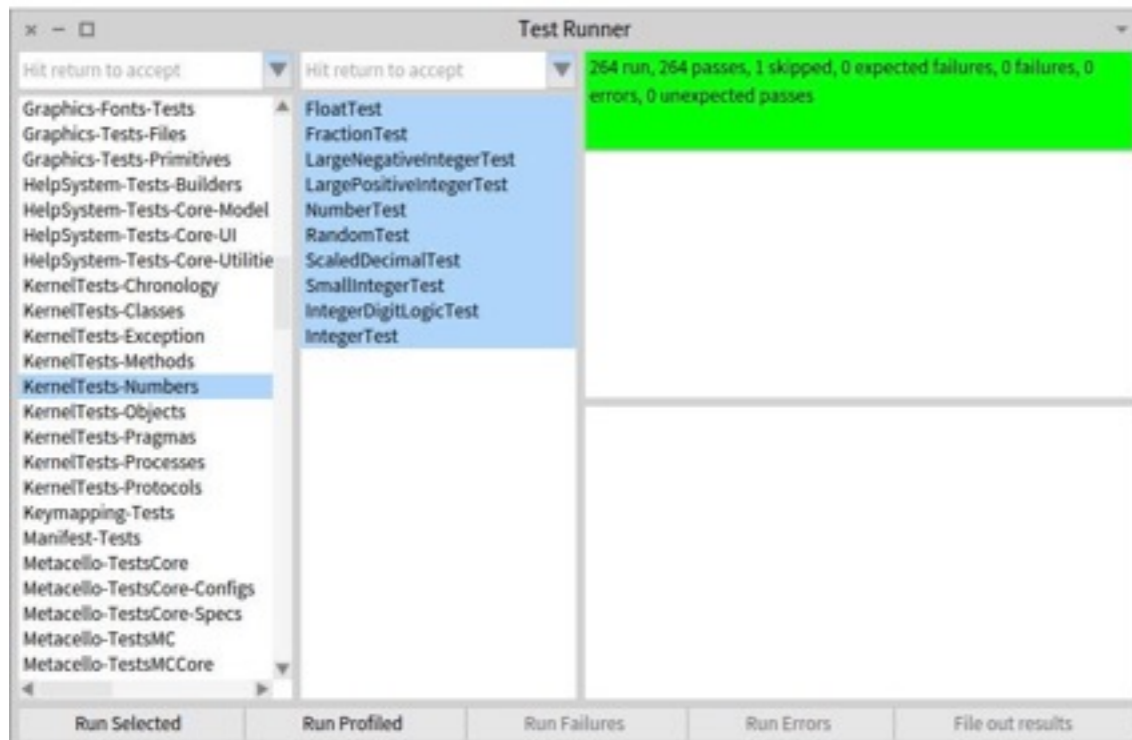 Test Runner
Hit return to accept
Graphics-Fonts-Tests
Graphics-Tests-Files
Graphics-Tests-Primitives
HelpSystem-Tests-Builders
HelpSystem-Tests-Core-Model
HelpSystem-Tests-Core-UI
HelpSystem-Tests-Core-Utilitie
KernelTests-Chronology
KernelTests-Classes
KernelTests-Exception
KernelTests-Methods
KernelTests-Numbers
KernelTests-Objects
KernelTests-Pragmas
KernelTests-Processes
KernelTests-Protocols
Keymapping-Tests
Manifest-Tests
Metacello-TestsCore
Metacello-TestsCore-Configs
Metacello-TestsCore-Specs
Metacello-TestsMC
Metacello-TestsMCCore
Hit return to accept
FloatTest
FractionTest
LargeNegativeIntegerTest
LargePositiveIntegerTest
NumberTest
RandomTest
ScaledDecimalTest
SmallIntegerTest
IntegerDigitLogicTest
IntegerTest
264 run, 264 passes, 1 skipped, 0 expected failures, 0 failures, 0
errors, 0 unexpected passes
Run Selected
Run Profiled
Run Failures
Run Errors
File out results